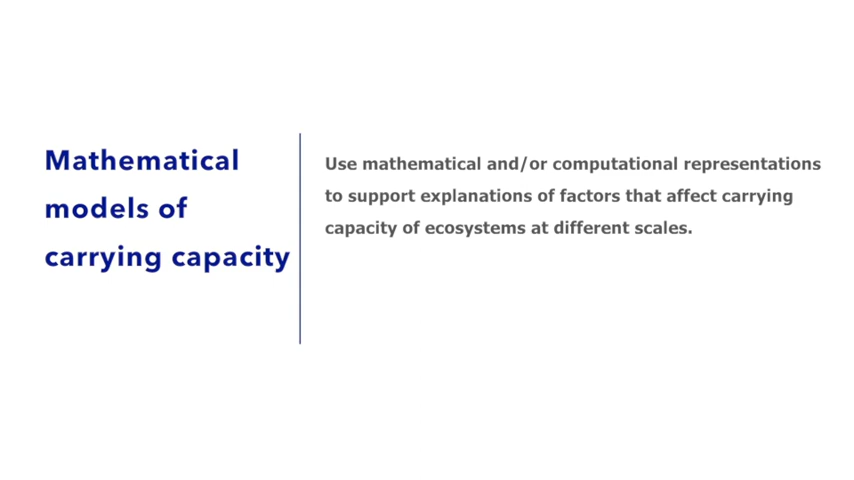 Mathematical
models of
carrying capacity
Use mathematical and/or computational representations
to support explanations of factors that affect carrying
capacity of ecosystems at different scales.